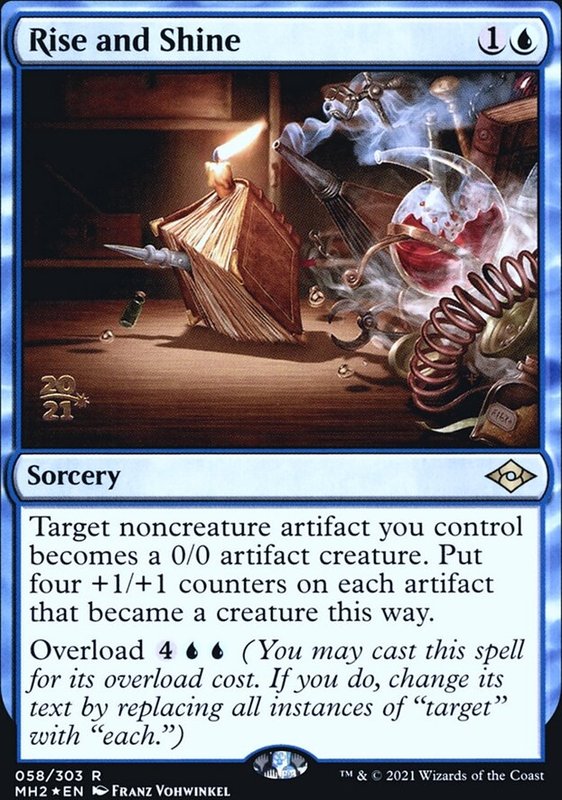 Rise and Shine 1
20
21
Sorcery
Target noncreature artifact you control
becomes a 0/0 artifact creature. Put
four +1/+1 counters on each artifact
that became a creature this way.
Overload 4 (You may cast this spell
for its overload cost. If you do, change its
text by replacing all instances of “target”
with “each.”)
058/303 R
MH2 ★ EN Franz Vohwinkel
™ & © 2021 Wizards of the Coast